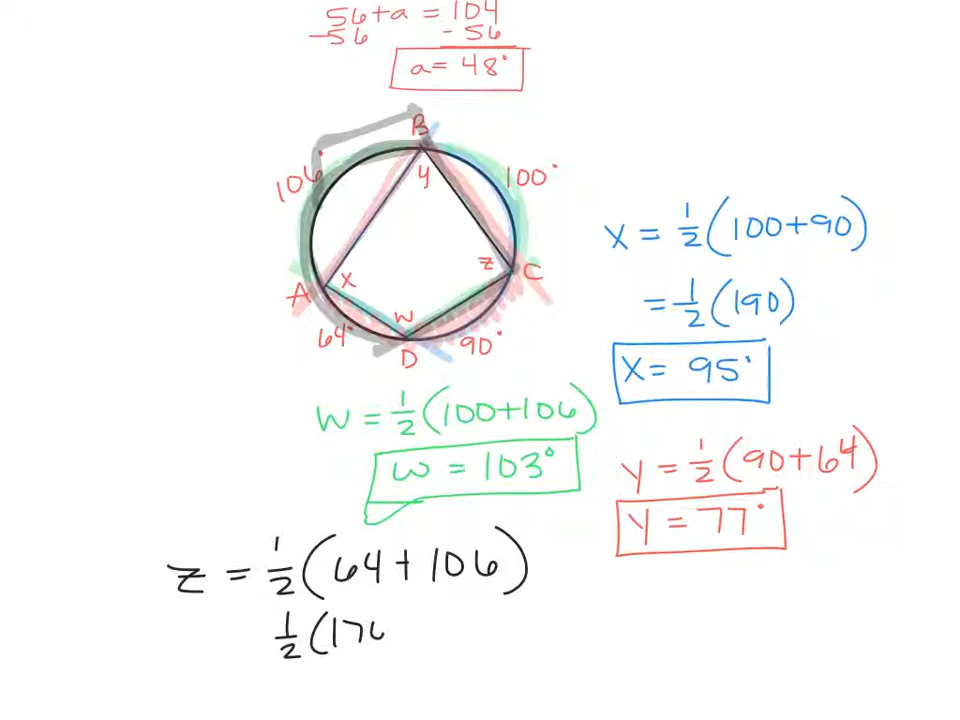 56+a = 104
-56 -56
a= 48°
B
106° y 100°
z C
A x
64° w 90°
D
x = 1/2(100+90)
= 1/2(190)
x= 95°
w = 1/2(100+106)
w = 103°
y = 1/2(90+64)
y = 77°
z = 1/2(64+106)
1/2(170